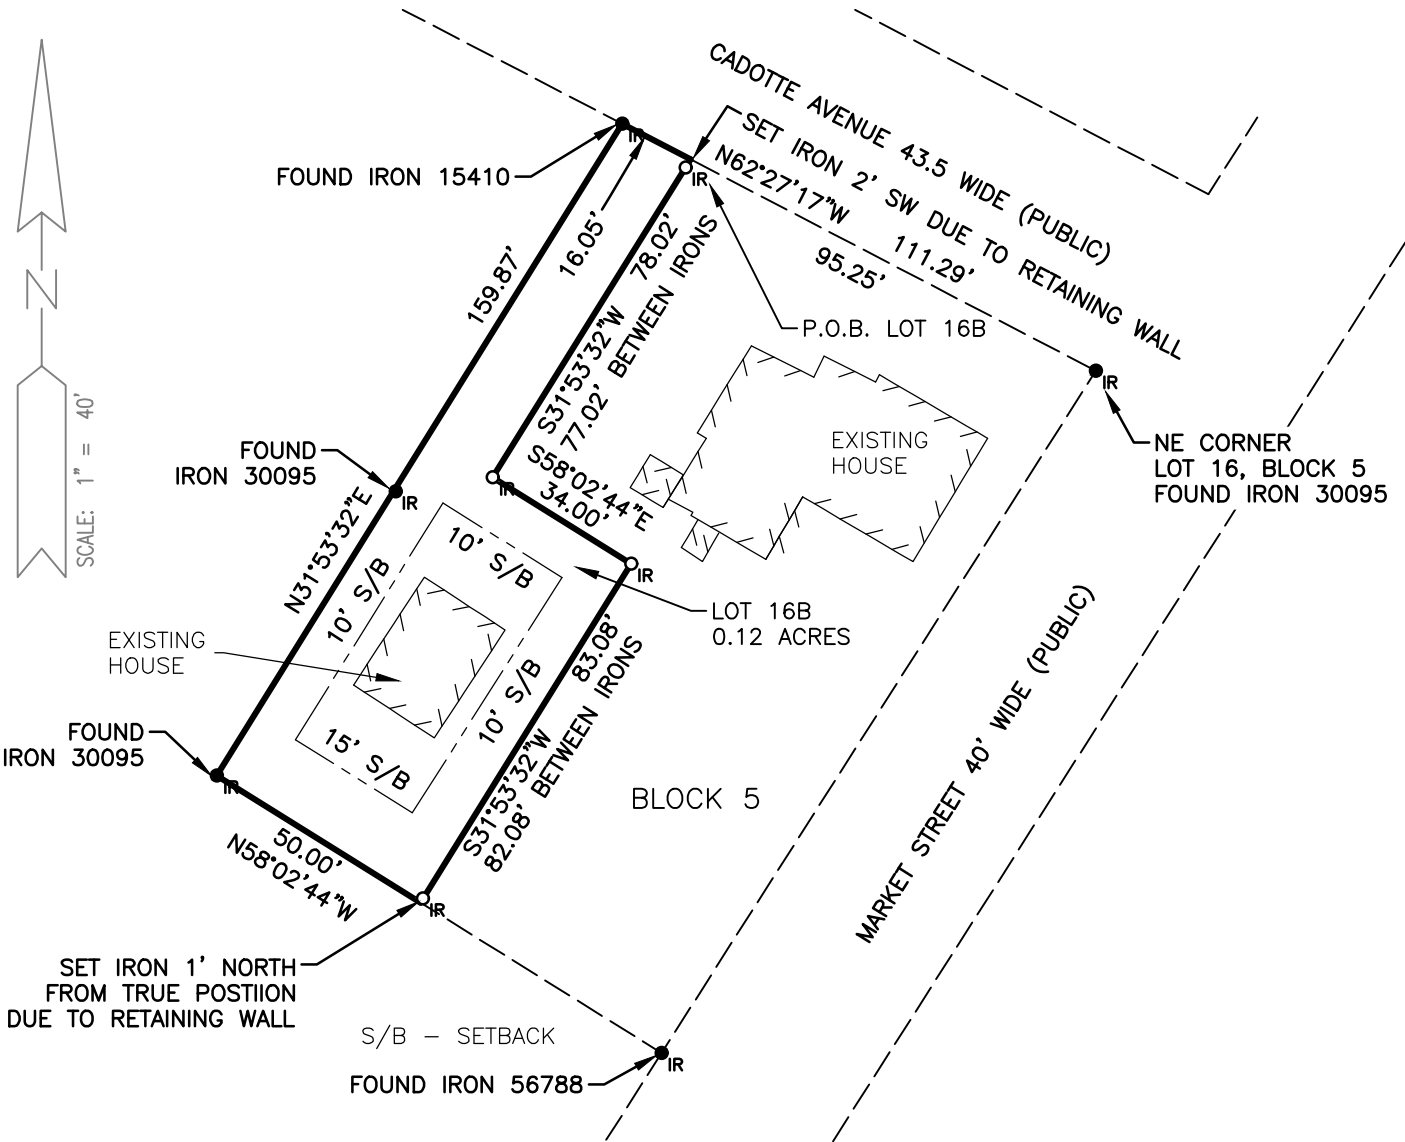 CADOTTE AVENUE 43.5 WIDE (PUBLIC)
SET IRON 2' SW DUE TO RETAINING WALL
N62°27'17"W 111.29'
95.25'
IR
FOUND IRON 15410
16.05'
IR
159.87'
78.02'
S31°53'32"W
77.02' BETWEEN IRONS
P.O.B. LOT 16B
IR
N
SCALE: 1" = 40'
EXISTING
HOUSE
NE CORNER
LOT 16, BLOCK 5
FOUND IRON 30095
FOUND
IRON 30095
IR
IR
S58°02'44"E
34.00'
N31°53'32"E
10' S/B
10' S/B
IR
LOT 16B
0.12 ACRES
EXISTING
HOUSE
83.08'
10' S/B
S31°53'32"W
82.08' BETWEEN IRONS
15' S/B
FOUND
IRON 30095
IR
MARKET STREET 40' WIDE (PUBLIC)
BLOCK 5
50.00'
N58°02'44"W
IR
SET IRON 1' NORTH
FROM TRUE POSTIION
DUE TO RETAINING WALL
S/B - SETBACK
IR
FOUND IRON 56788